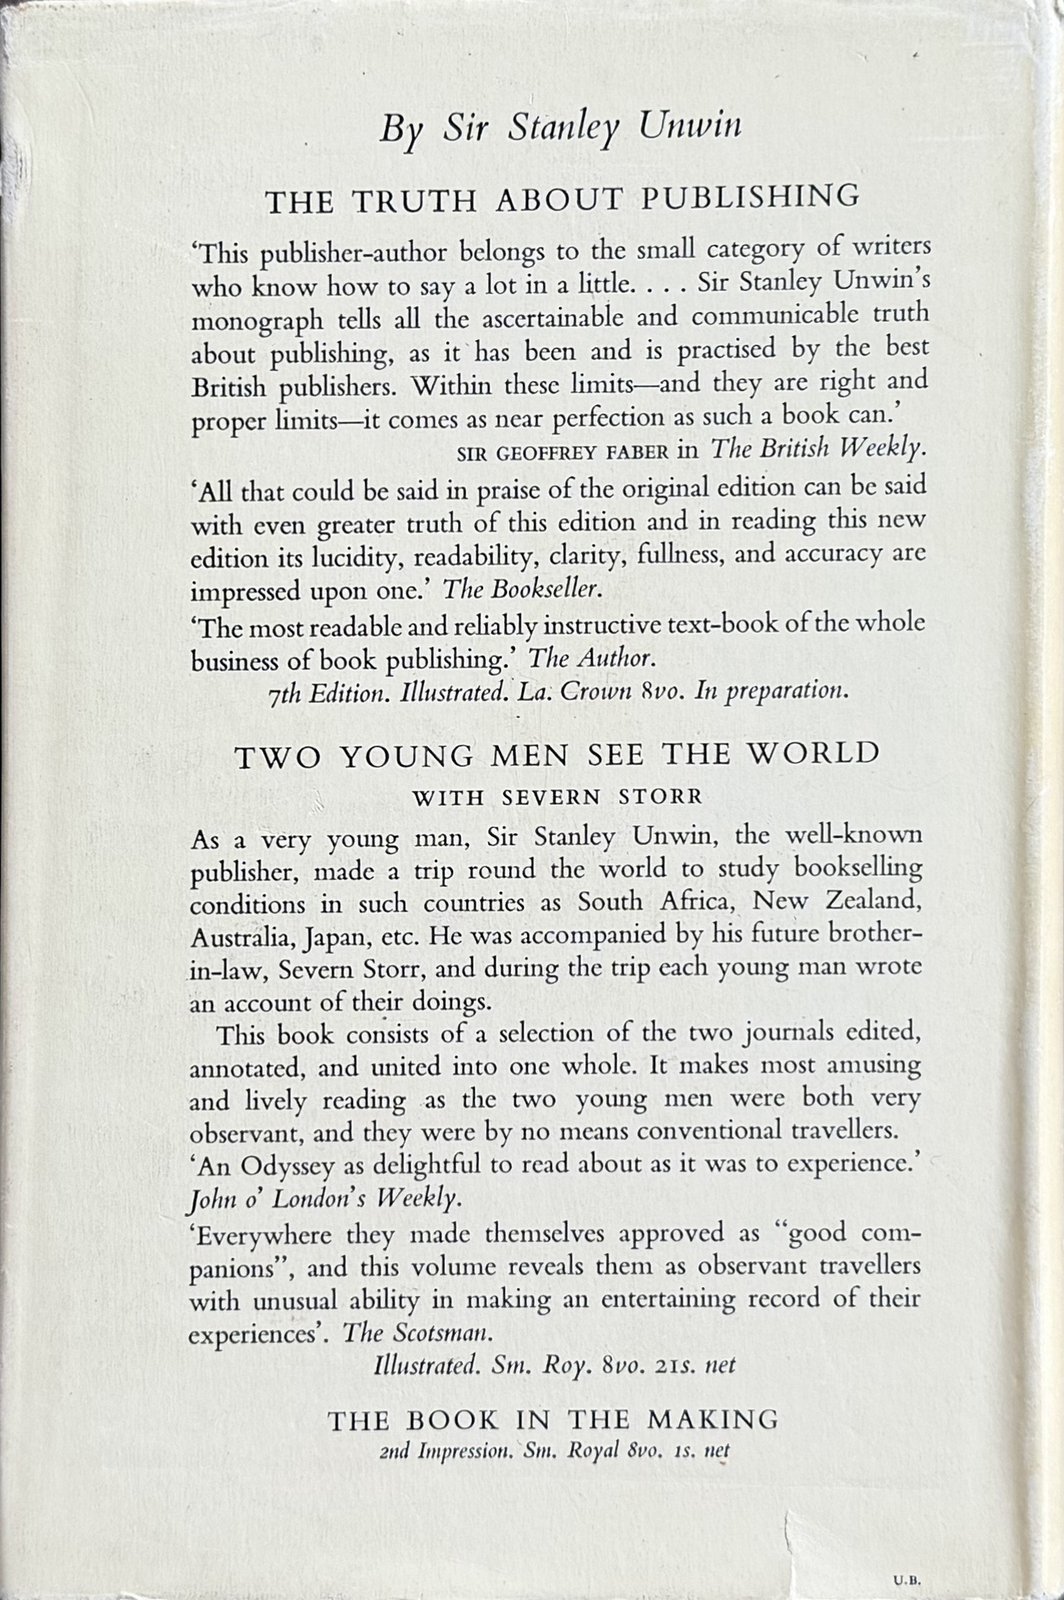 By Sir Stanley Unwin
THE TRUTH ABOUT PUBLISHING
‘This publisher-author belongs to the small category of writers
who know how to say a lot in a little. . . . Sir Stanley Unwin’s
monograph tells all the ascertainable and communicable truth
about publishing, as it has been and is practised by the best
British publishers. Within these limits—and they are right and
proper limits—it comes as near perfection as such a book can.’
SIR GEOFFREY FABER in The British Weekly.
‘All that could be said in praise of the original edition can be said
with even greater truth of this edition and in reading this new
edition its lucidity, readability, clarity, fullness, and accuracy are
impressed upon one.’ The Bookseller.
‘The most readable and reliably instructive text-book of the whole
business of book publishing.’ The Author.
7th Edition. Illustrated. La. Crown 8vo. In preparation.
TWO YOUNG MEN SEE THE WORLD
WITH SEVERN STORR
As a very young man, Sir Stanley Unwin, the well-known
publisher, made a trip round the world to study bookselling
conditions in such countries as South Africa, New Zealand,
Australia, Japan, etc. He was accompanied by his future brother-
in-law, Severn Storr, and during the trip each young man wrote
an account of their doings.
This book consists of a selection of the two journals edited,
annotated, and united into one whole. It makes most amusing
and lively reading as the two young men were both very
observant, and they were by no means conventional travellers.
‘An Odyssey as delightful to read about as it was to experience.’
John o’ London’s Weekly.
‘Everywhere they made themselves approved as “good com-
panions”, and this volume reveals them as observant travellers
with unusual ability in making an entertaining record of their
experiences’. The Scotsman.
Illustrated. Sm. Roy. 8vo. 21s. net
THE BOOK IN THE MAKING
2nd Impression. Sm. Royal 8vo. 1s. net
U.B.